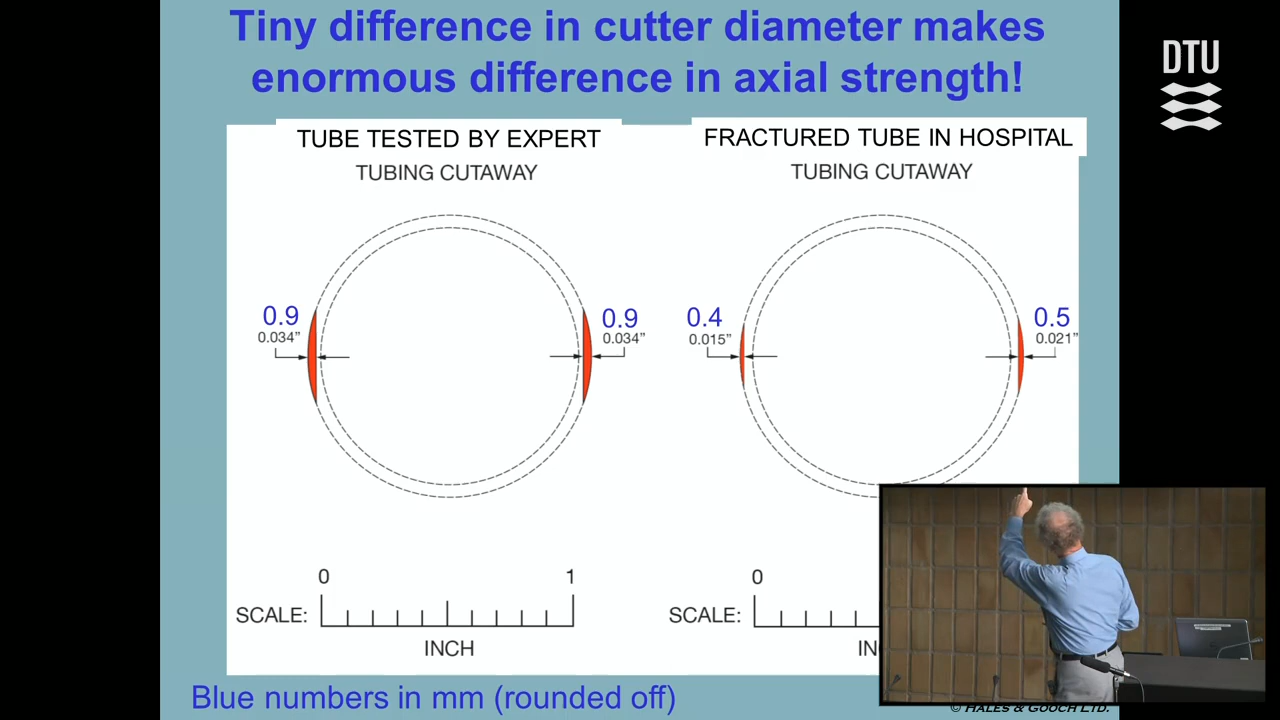 Tiny difference in cutter diameter makes
enormous difference in axial strength!
DTU
TUBE TESTED BY EXPERT
TUBING CUTAWAY
0.9
0.034”
0.9
0.034”
FRACTURED TUBE IN HOSPITAL
TUBING CUTAWAY
0.4
0.015”
0.5
0.021”
0 1
SCALE:
INCH
0
SCALE:
Blue numbers in mm (rounded off)
© HALES & GOOCH LTD.